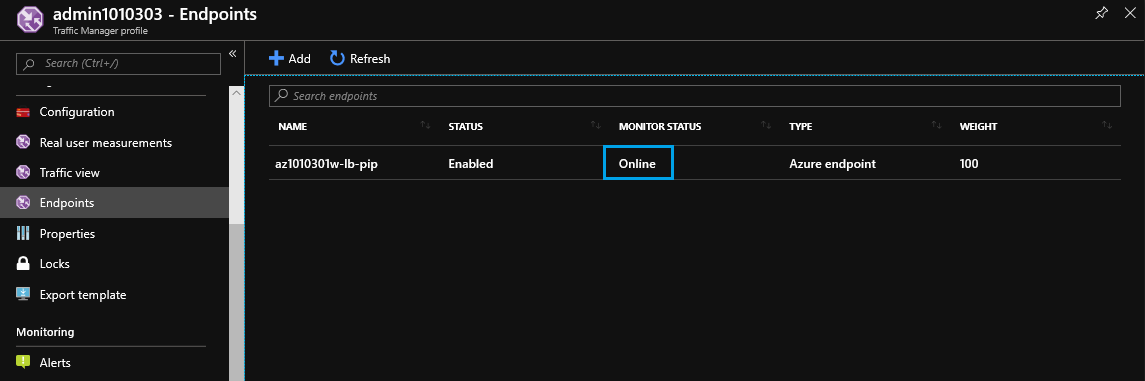 admin1010303 - Endpoints
Traffic Manager profile
Search (Ctrl+/)
«
Configuration
Real user measurements
Traffic view
Endpoints
Properties
Locks
Export template
Monitoring
Alerts
Add Refresh
Search endpoints
NAME STATUS MONITOR STATUS TYPE WEIGHT
az1010301w-lb-pip Enabled Online Azure endpoint 100